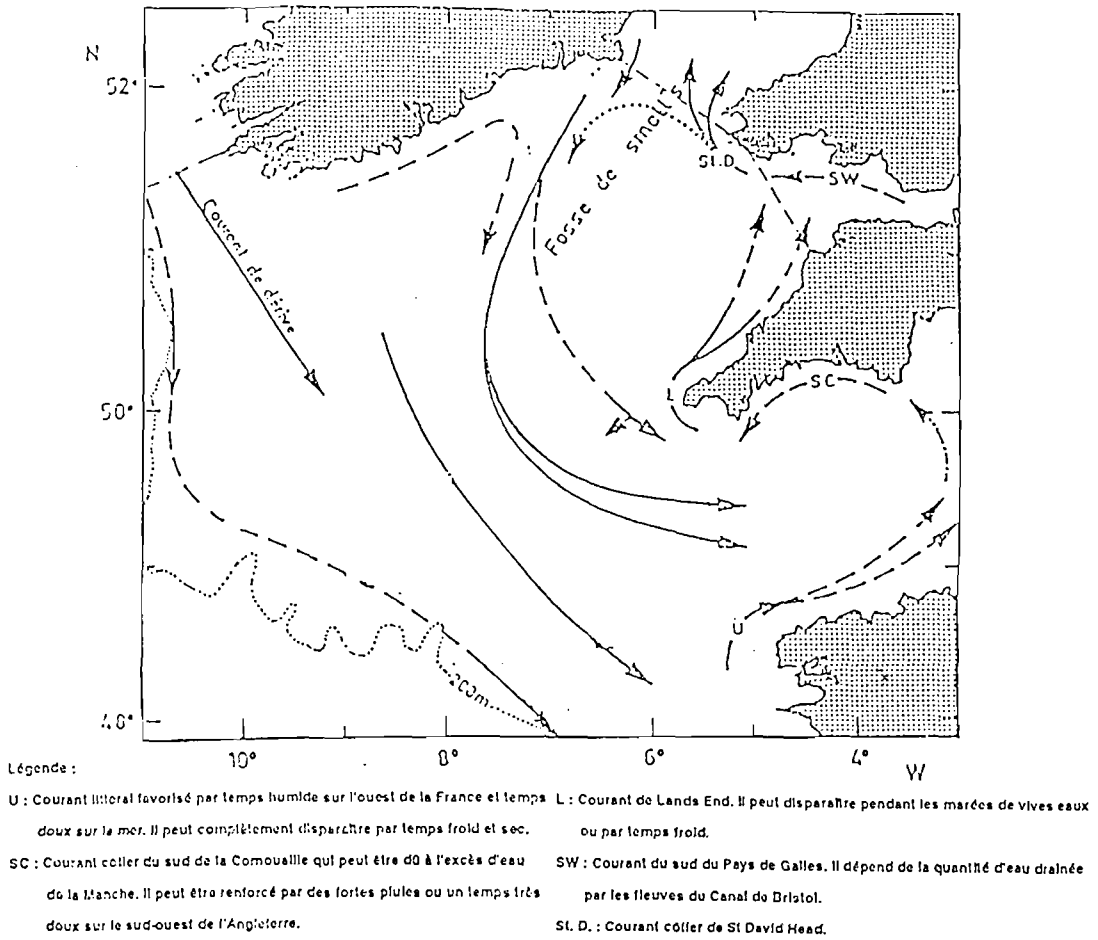 N
52°
50°
48°
10°
8°
6°
4°
W
Fosse de Smalls
St.D
SW
Courant de dérive
L
SC
U
200m
Légende :
U : Courant littoral favorisé par temps humide sur l'ouest de la France et temps
doux sur la mer. Il peut complètement disparaître par temps froid et sec.
SC : Courant côtier du sud de la Cornouaille qui peut être dû à l'excès d'eau
de la Manche. Il peut être renforcé par des fortes pluies ou un temps très
doux sur le sud-ouest de l'Angleterre.
L : Courant de Lands End. Il peut disparaître pendant les marées de vives eaux
ou par temps froid.
SW : Courant du sud du Pays de Galles. Il dépend de la quantité d'eau drainée
par les fleuves du Canal de Bristol.
St. D. : Courant côtier de St David Head.